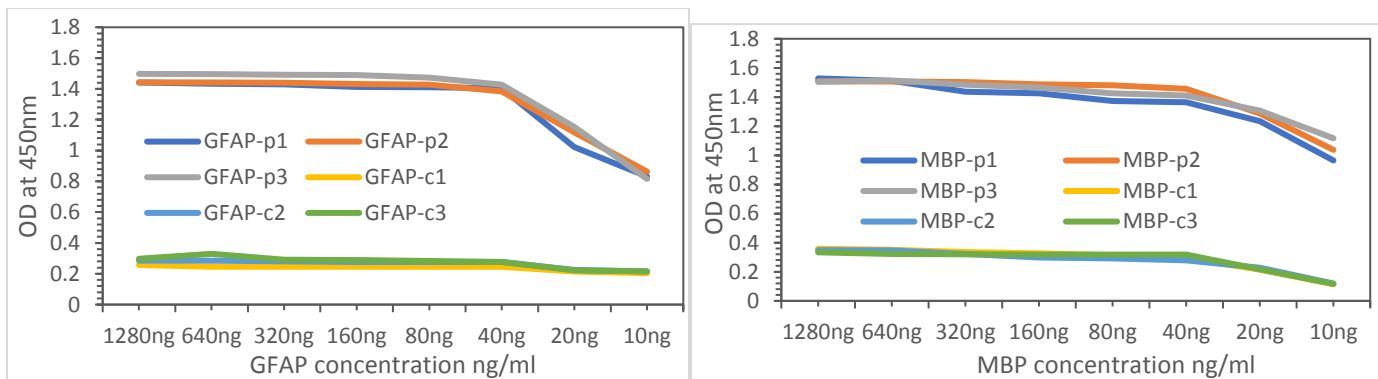 1.8
1.6
1.4
1.2
1
0.8
0.6
0.4
0.2
0
OD at 450nm
GFAP-p1 GFAP-p2
GFAP-p3 GFAP-c1
GFAP-c2 GFAP-c3
1280ng 640ng 320ng 160ng 80ng 40ng 20ng 10ng
GFAP concentration ng/ml
1.8
1.6
1.4
1.2
1
0.8
0.6
0.4
0.2
0
OD at 450nm
MBP-p1 MBP-p2
MBP-p3 MBP-c1
MBP-c2 MBP-c3
1280ng 640ng 320ng 160ng 80ng 40ng 20ng 10ng
MBP concentration ng/ml